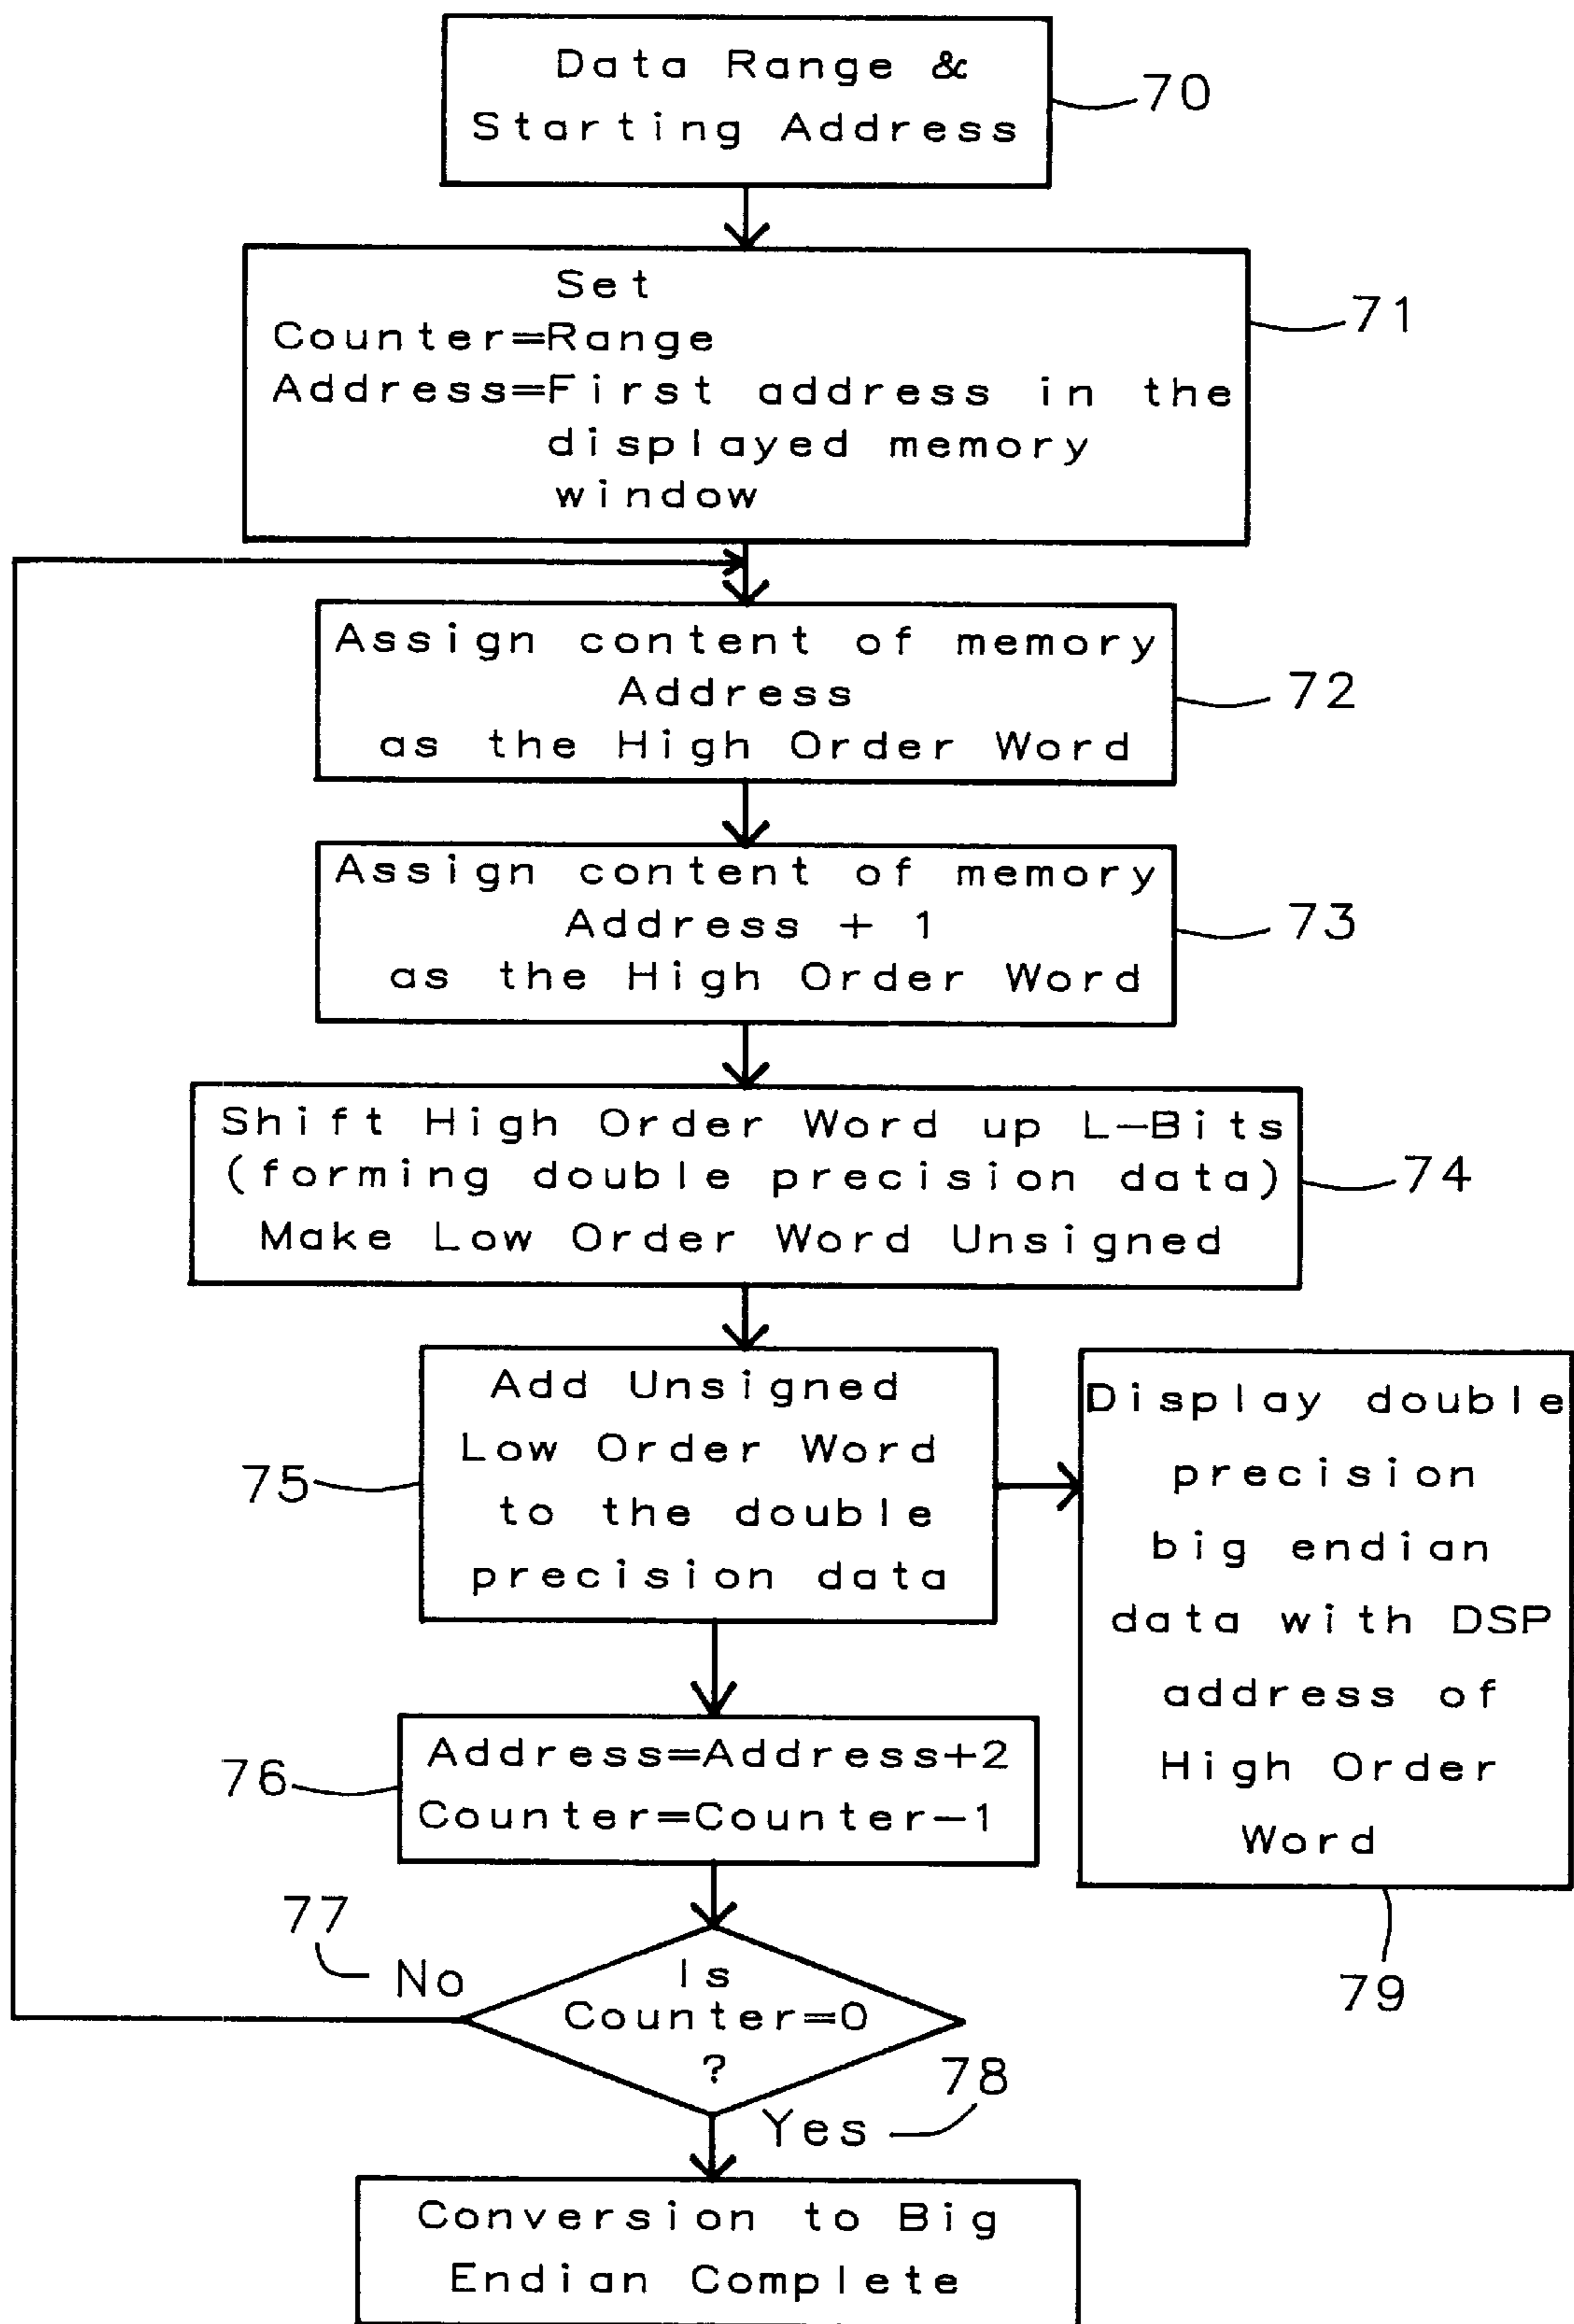 Data Range &
Starting Address
70
Set
Counter=Range
Address=First address in the
displayed memory
window
71
Assign content of memory
Address
as the High Order Word
72
Assign content of memory
Address + 1
as the High Order Word
73
Shift High Order Word up L-Bits
(forming double precision data)
Make Low Order Word Unsigned
74
Add Unsigned
Low Order Word
to the double
precision data
75
Display double
precision
big endian
data with DSP
address of
High Order
Word
79
Address=Address+2
Counter=Counter-1
76
77
No
Is
Counter=0
?
78
Yes
Conversion to Big
Endian Complete